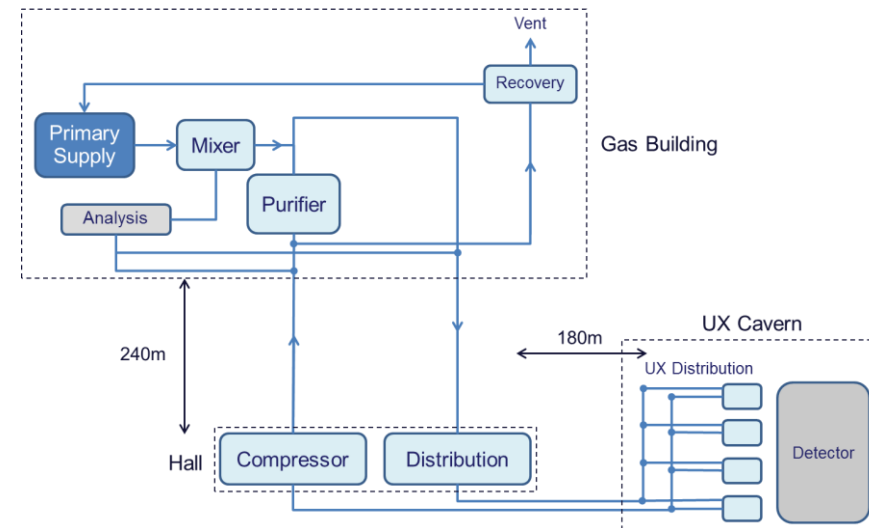 Vent
Recovery
Primary
Supply
Mixer
Gas Building
Purifier
Analysis
UX Cavern
240m
180m
UX Distribution
Hall
Compressor
Distribution
Detector